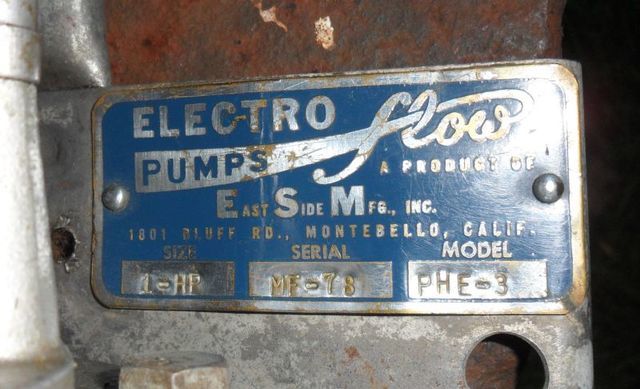 ELECTRO flow
PUMPS
A PRODUCT OF
EAST SIDE MFG., INC.
1801 BLUFF RD., MONTEBELLO, CALIF.
SIZE SERIAL MODEL
1-HP MF-78 PHE-3